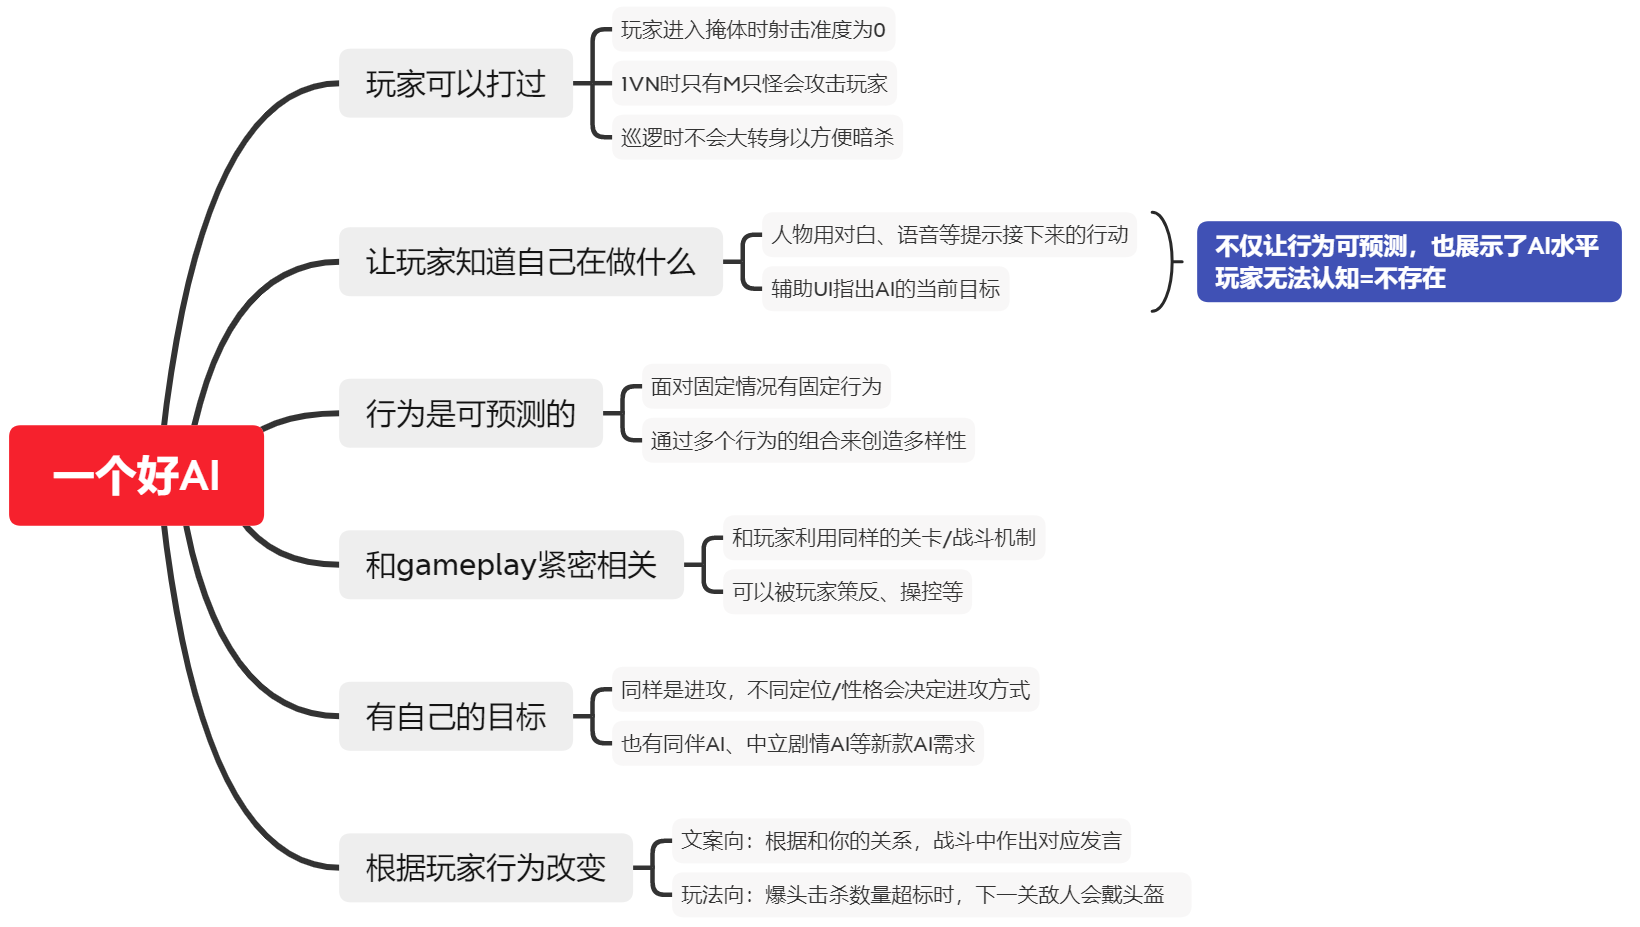 一个好AI
玩家可以打过
玩家进入掩体时射击准度为0
1VN时只有M只怪会攻击玩家
巡逻时不会大转身以方便暗杀
让玩家知道自己在做什么
人物用对白、语音等提示接下来的行动
辅助UI指出AI的当前目标
不仅让行为可预测，也展示了AI水平
玩家无法认知=不存在
行为是可预测的
面对固定情况有固定行为
通过多个行为的组合来创造多样性
和gameplay紧密相关
和玩家利用同样的关卡/战斗机制
可以被玩家策反、操控等
有自己的目标
同样是进攻，不同定位/性格会决定进攻方式
也有同伴AI、中立剧情AI等新款AI需求
根据玩家行为改变
文案向：根据和你的关系，战斗中作出对应发言
玩法向：爆头击杀数量超标时，下一关敌人会戴头盔